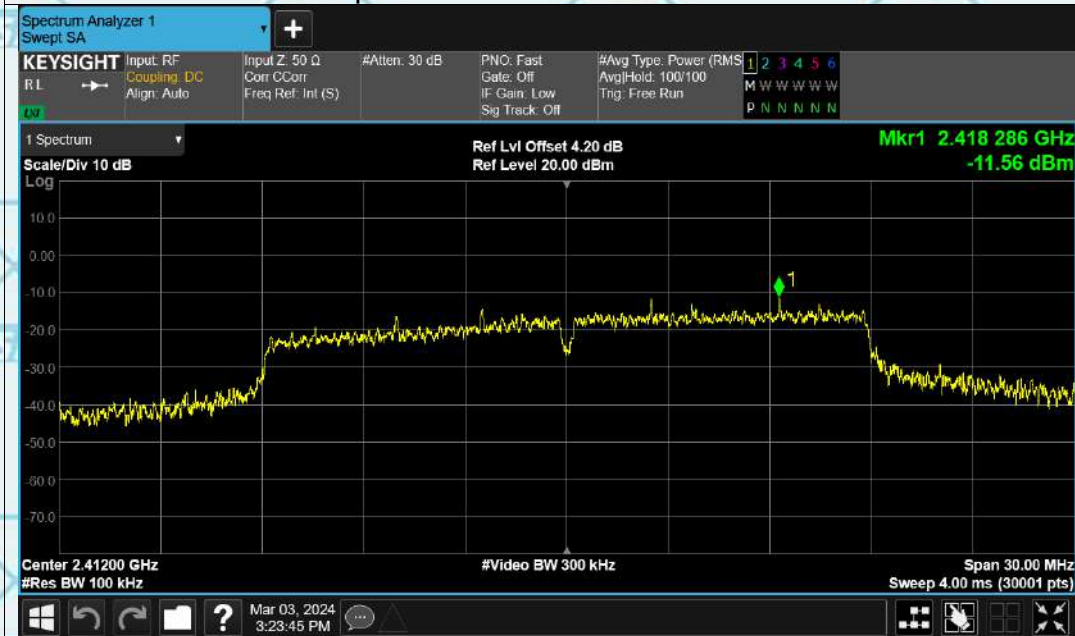 Spectrum Analyzer 1
Swept SA
+
KEYSIGHT
RL
LXI
Input: RF
Coupling: DC
Align: Auto
Input Z: 50 Ω
Corr CCorr
Freq Ref: Int (S)
#Atten: 30 dB
PNO: Fast
Gate: Off
IF Gain: Low
Sig Track: Off
#Avg Type: Power (RMS
Avg|Hold: 100/100
Trig: Free Run
1 2 3 4 5 6
M W W W W W
P N N N N N
1 Spectrum
Scale/Div 10 dB
Ref Lvl Offset 4.20 dB
Ref Level 20.00 dBm
Mkr1 2.418 286 GHz
-11.56 dBm
Log
10.0
0.00
-10.0
-20.0
-30.0
-40.0
-50.0
-60.0
-70.0
1
Center 2.41200 GHz
#Res BW 100 kHz
#Video BW 300 kHz
Span 30.00 MHz
Sweep 4.00 ms (30001 pts)
?
Mar 03, 2024
3:23:45 PM